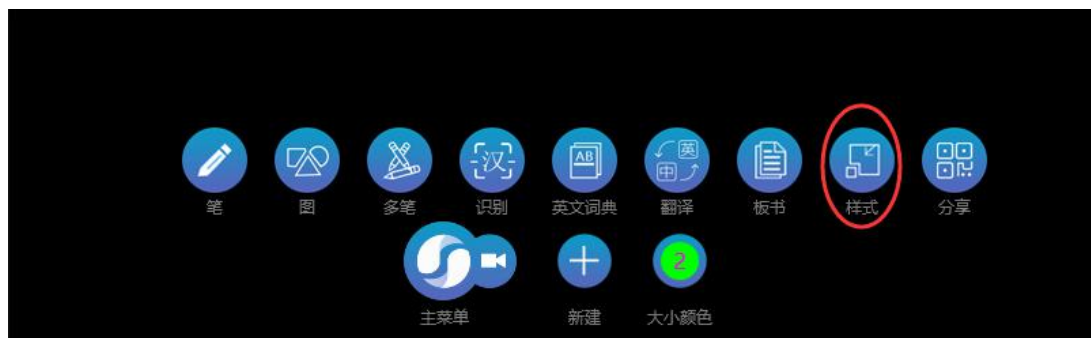 笔 图 多笔 识别 英文词典 翻译 板书 样式 分享
汉 AB 英 中
主菜单 新建 大小颜色
2